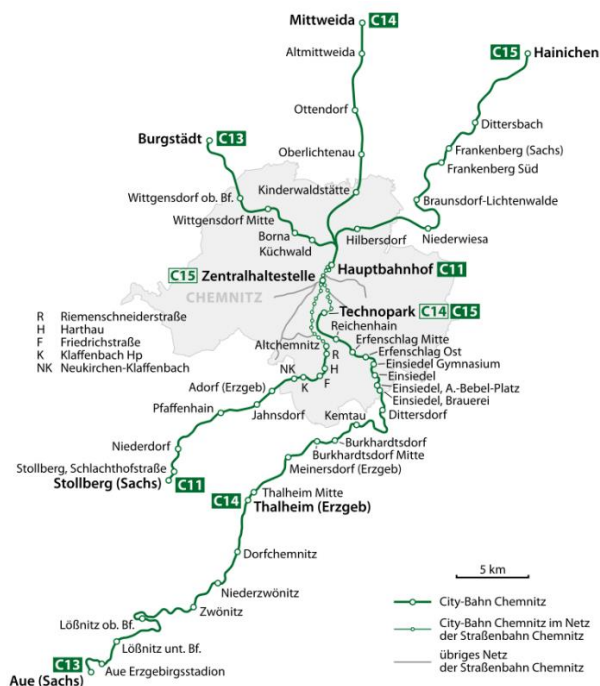 Mittweida C14
Altmittweida
C15 Hainichen
Ottendorf
Dittersbach
Burgstädt C13
Oberlichtenau
Frankenberg (Sachs)
Frankenberg Süd
Kinderwaldstätte
Wittgensdorf ob. Bf.
Braunsdorf-Lichtenwalde
Wittgensdorf Mitte
Borna
Küchwald
Hilbersdorf
Niederwiesa
C15 Zentralhaltestelle
Hauptbahnhof C11
CHEMNITZ
Technopark C14 C15
Reichenhain
R Riemenschneiderstraße
H Harthau
F Friedrichstraße
K Klaffenbach Hp
NK Neukirchen-Klaffenbach
Altchemnitz
Erfenschlag Mitte
Erfenschlag Ost
R
H
F
K
NK
Einsiedel Gymnasium
Einsiedel
Einsiedel, A.-Bebel-Platz
Einsiedel, Brauerei
Adorf (Erzgeb)
Pfaffenhain
Jahnsdorf
Kemtau
Dittersdorf
Niederdorf
Burkhardtsdorf
Burkhardtsdorf Mitte
Meinersdorf (Erzgeb)
Stollberg, Schlachthofstraße
Stollberg (Sachs) C11
Thalheim Mitte
C14 Thalheim (Erzgeb)
Dorfchemnitz
Niederzwönitz
Zwönitz
Lößnitz ob. Bf.
Lößnitz unt. Bf.
C13
Aue (Sachs)
Aue Erzgebirgsstadion
5 km
City-Bahn Chemnitz
City-Bahn Chemnitz im Netz
der Straßenbahn Chemnitz
übriges Netz
der Straßenbahn Chemnitz